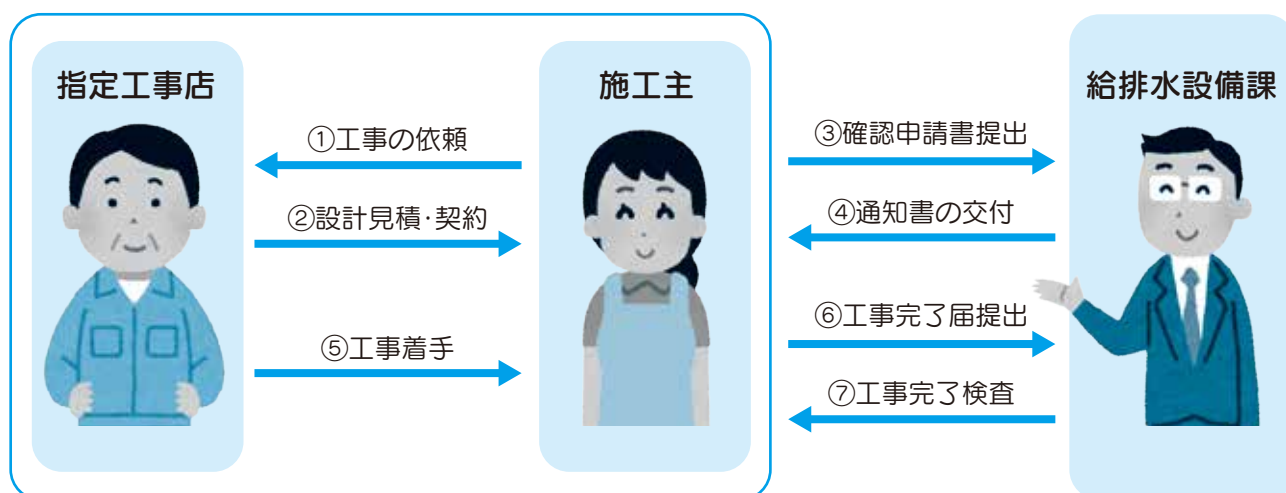 指定工事店
施工主
給排水設備課
①工事の依頼
②設計見積・契約
③確認申請書提出
④通知書の交付
⑤工事着手
⑥工事完了届提出
⑦工事完了検査